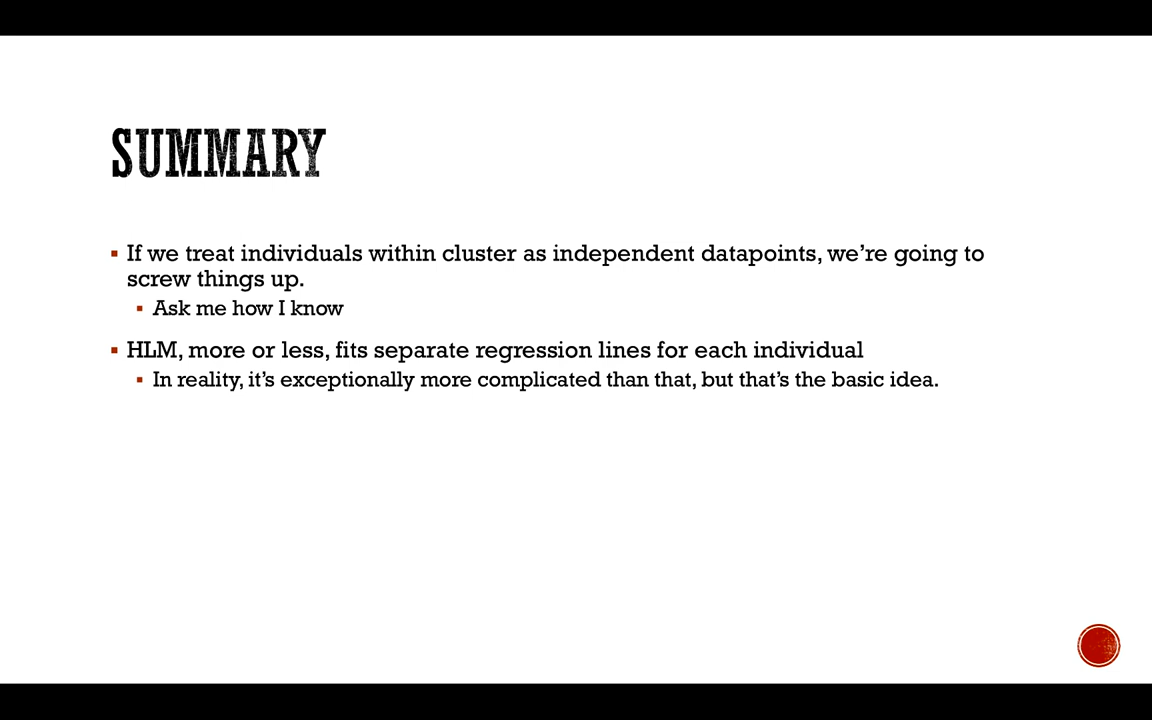 SUMMARY
▪ If we treat individuals within cluster as independent datapoints, we're going to
screw things up.
▪ Ask me how I know
▪ HLM, more or less, fits separate regression lines for each individual
▪ In reality, it's exceptionally more complicated than that, but that's the basic idea.